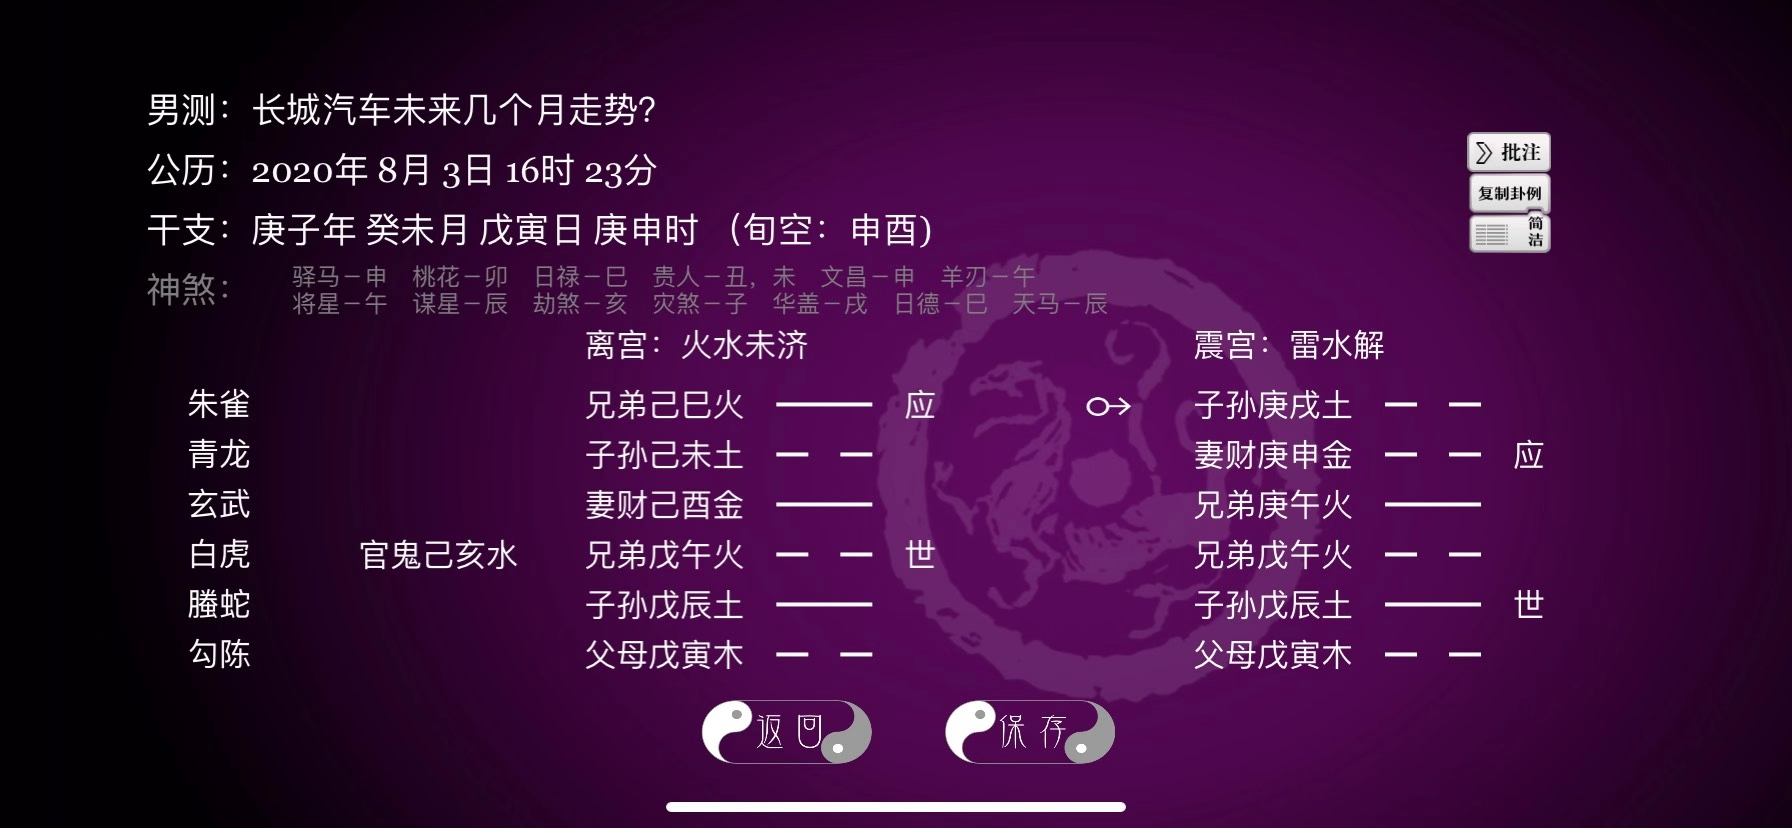 男测：长城汽车未来几个月走势？
公历：2020年 8月 3日 16时 23分
干支：庚子年 癸未月 戊寅日 庚申时 （旬空：申酉）
神煞：
驿马－申 桃花－卯 日禄－巳 贵人－丑，未 文昌－申 羊刃－午
将星－午 谋星－辰 劫煞－亥 灾煞－子 华盖－戌 日德－巳 天马－辰
批注
复制卦例
简洁
离宫：火水未济 震宫：雷水解
朱雀 兄弟己巳火 应 子孙庚戌土
青龙 子孙己未土 妻财庚申金 应
玄武 妻财己酉金 兄弟庚午火
白虎 官鬼己亥水 兄弟戊午火 世 兄弟戊午火
螣蛇 子孙戊辰土 子孙戊辰土 世
勾陈 父母戊寅木 父母戊寅木
返回 保存